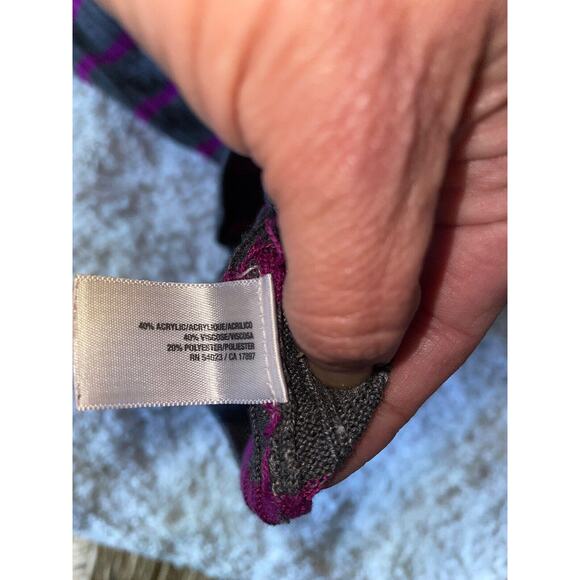 40% ACRYLIC/ACRYLIQUE/ACRILICO
40% VISCOSE/VISCOSA
20% POLYESTER/POLIESTER
RN 54023 / CA 17897